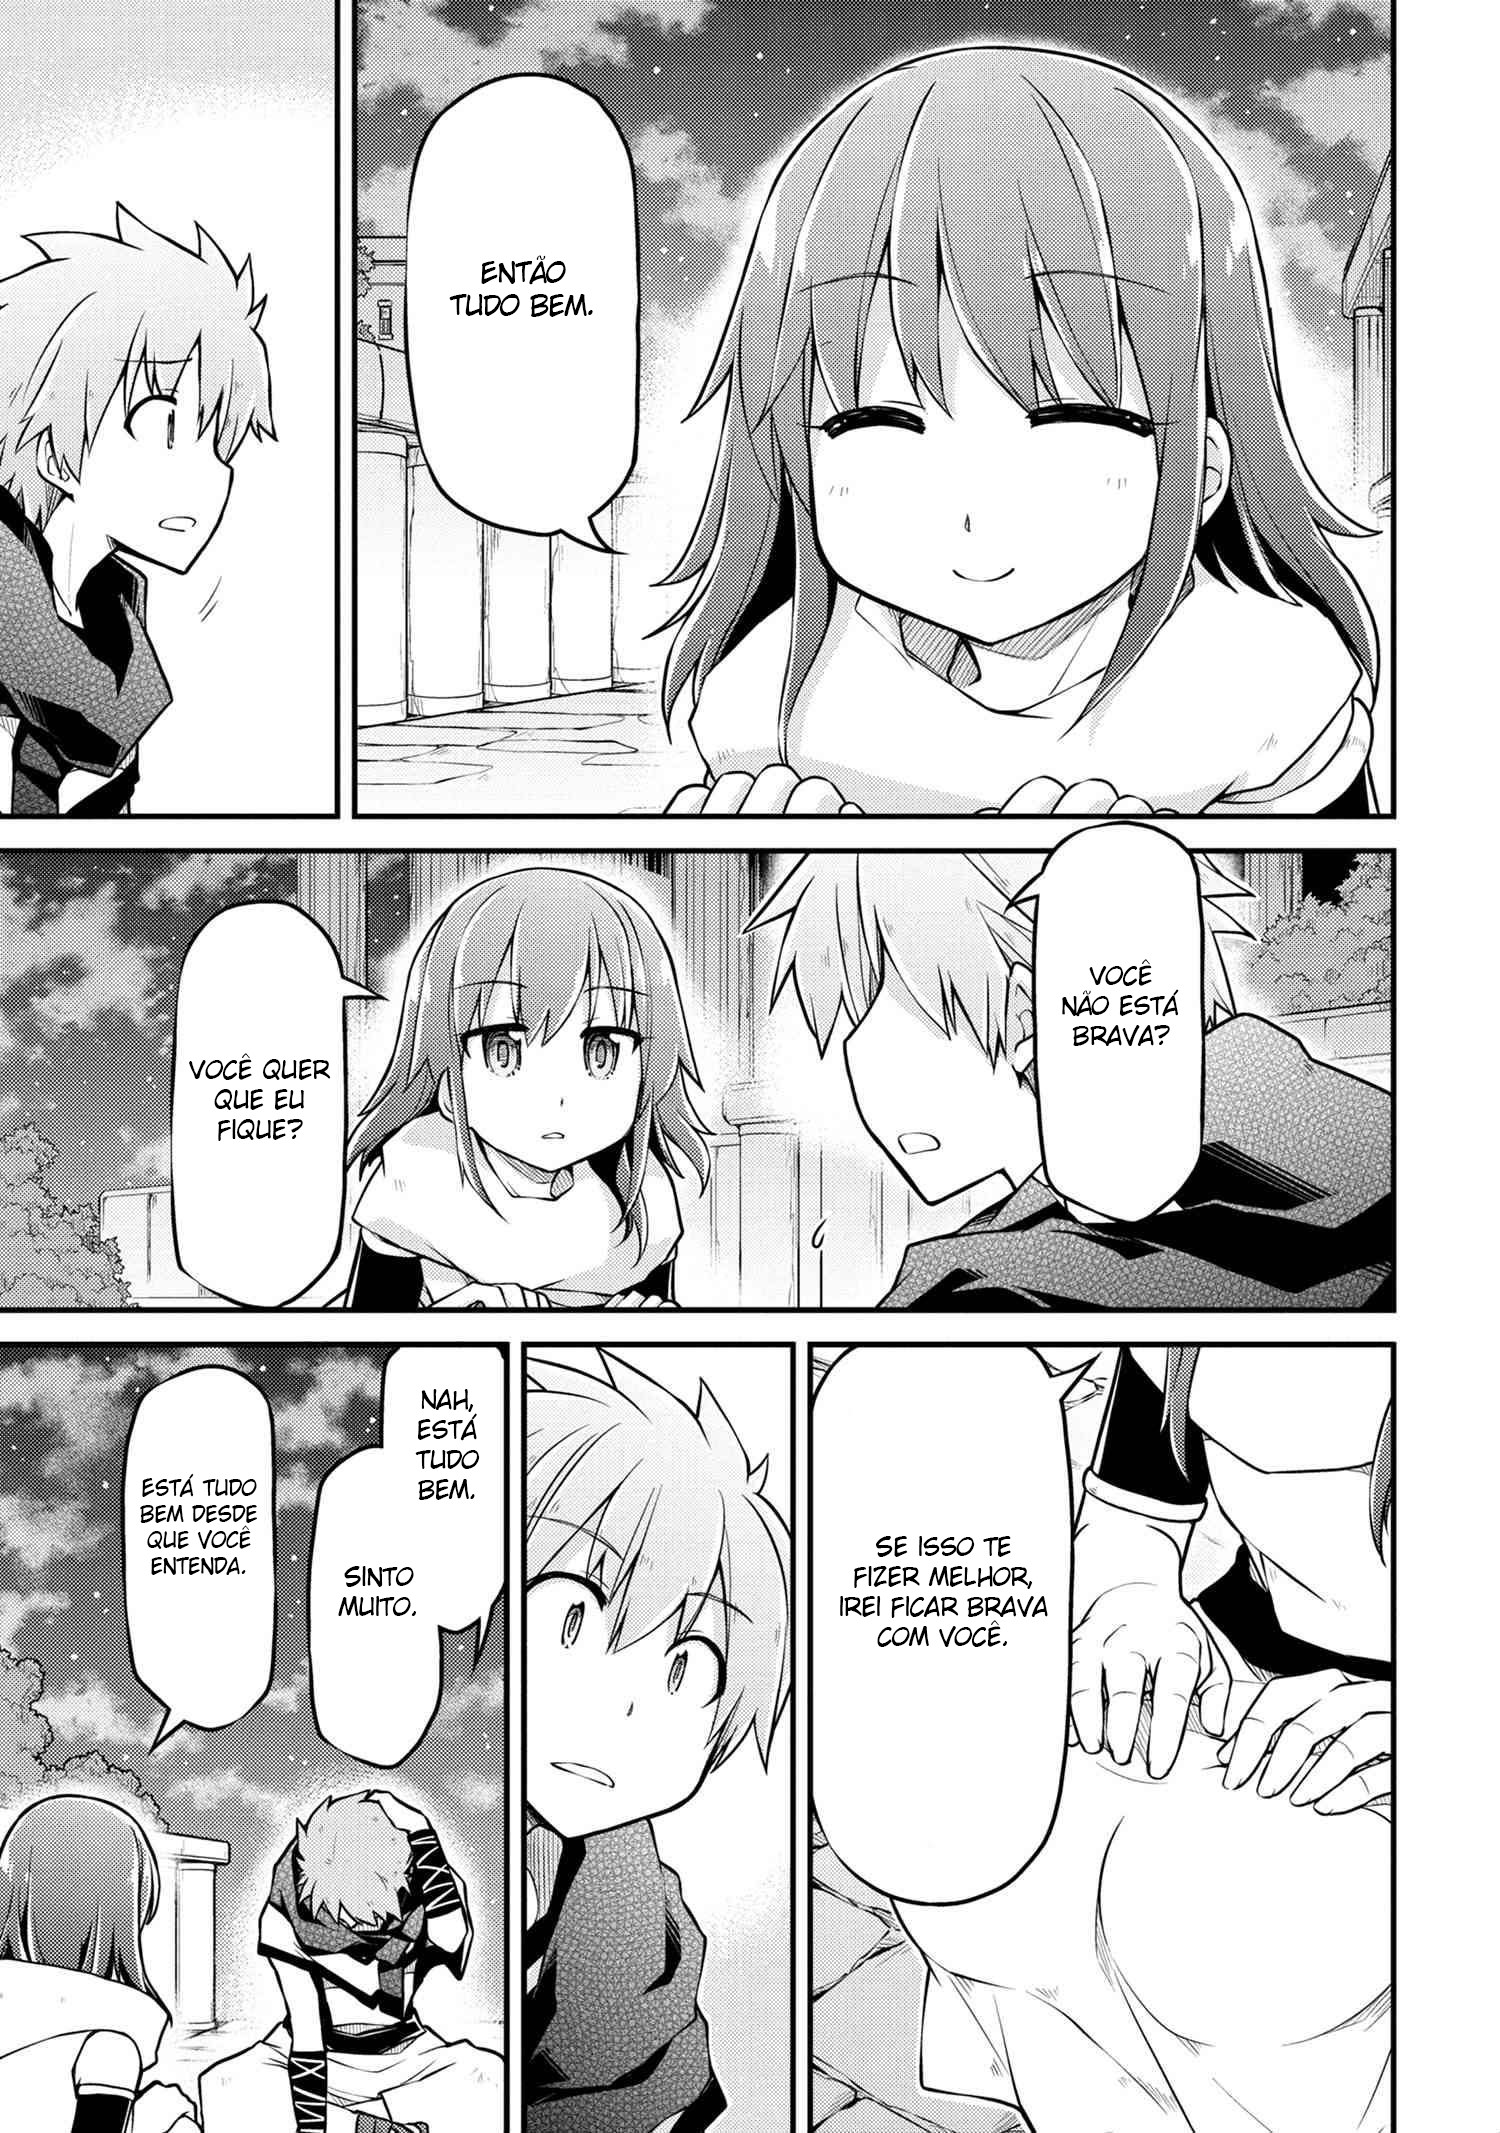 ENTÃO
TUDO BEM.
VOCÊ
NÃO ESTÁ
BRAVA?
VOCÊ QUER
QUE EU
FIQUE?
SE ISSO TE
FIZER MELHOR,
IREI FICAR BRAVA
COM VOCÊ.
NAH,
ESTÁ
TUDO
BEM.
SINTO
MUITO.
ESTÁ TUDO
BEM DESDE
QUE VOCÊ
ENTENDA.